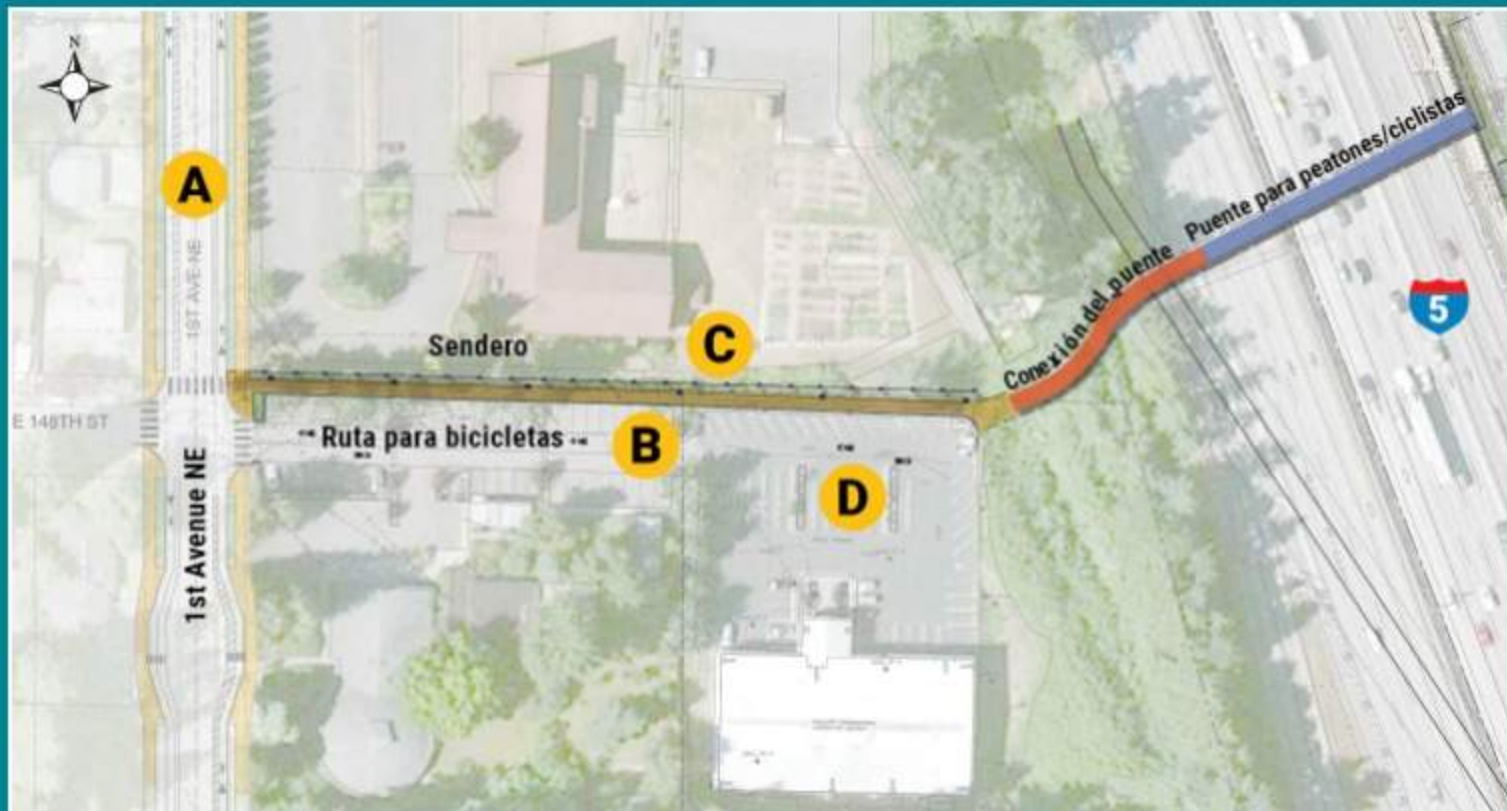 N
A
1ST AVE NE
Puente para peatones/ciclistas
Conexión del puente
5
Sendero
C
E 148TH ST
Ruta para bicicletas
B
D
1st Avenue NE